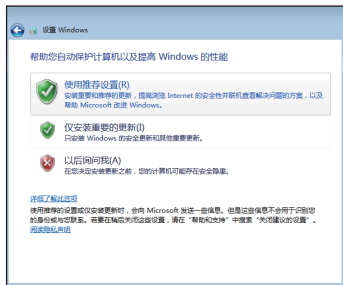 设置 Windows
帮助您自动保护计算机以及提高 Windows 的性能
使用推荐设置(R)
安装重要和推荐的更新，提高浏览 Internet 的安全性并联机查看解决问题的方案，以及
帮助 Microsoft 改进 Windows。
仅安装重要的更新(I)
只安装 Windows 的安全更新和其他重要更新。
以后询问我(A)
在您决定安装更新之前，您的计算机可能存在安全隐患。
详细了解此选项
使用推荐的设置或仅安装更新时，会向 Microsoft 发送一些信息。但是这些信息不会用于识别您
的身份或与您联系。若要在稍后关闭这些设置，请在“帮助和支持”中搜索“关闭建议的设置”。
阅读隐私声明